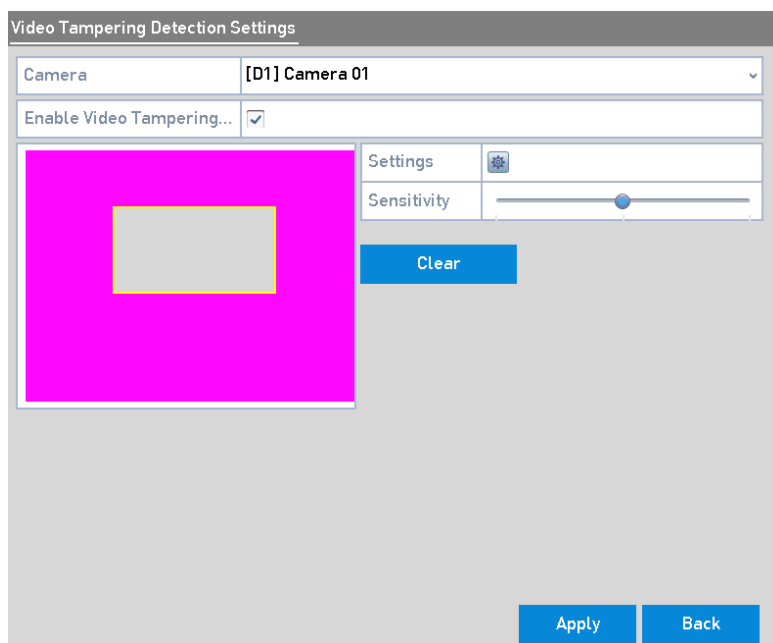 Video Tampering Detection Settings
Camera [D1] Camera 01
Enable Video Tampering...
Settings
Sensitivity
Clear
Apply Back